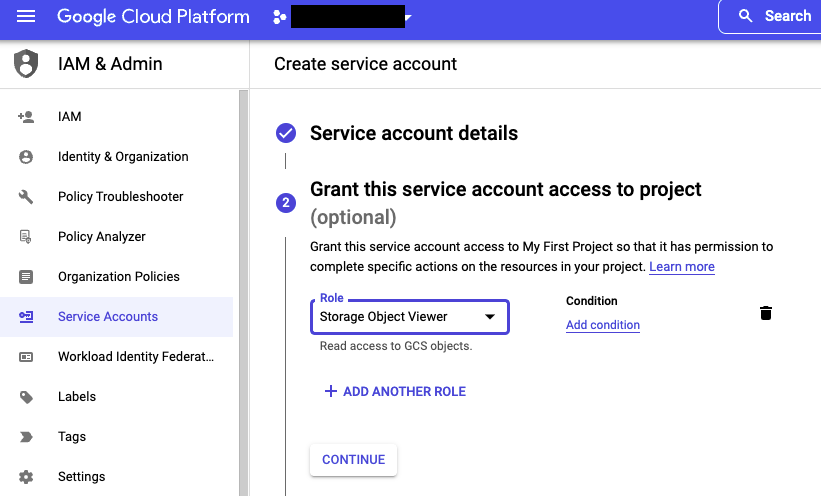 Google Cloud Platform
Search
IAM & Admin
Create service account
IAM
Identity & Organization
Policy Troubleshooter
Policy Analyzer
Organization Policies
Service Accounts
Workload Identity Federat...
Labels
Tags
Settings
Service account details
2
Grant this service account access to project
(optional)
Grant this service account access to My First Project so that it has permission to
complete specific actions on the resources in your project. Learn more
Role
Storage Object Viewer
Read access to GCS objects.
Condition
Add condition
+ ADD ANOTHER ROLE
CONTINUE